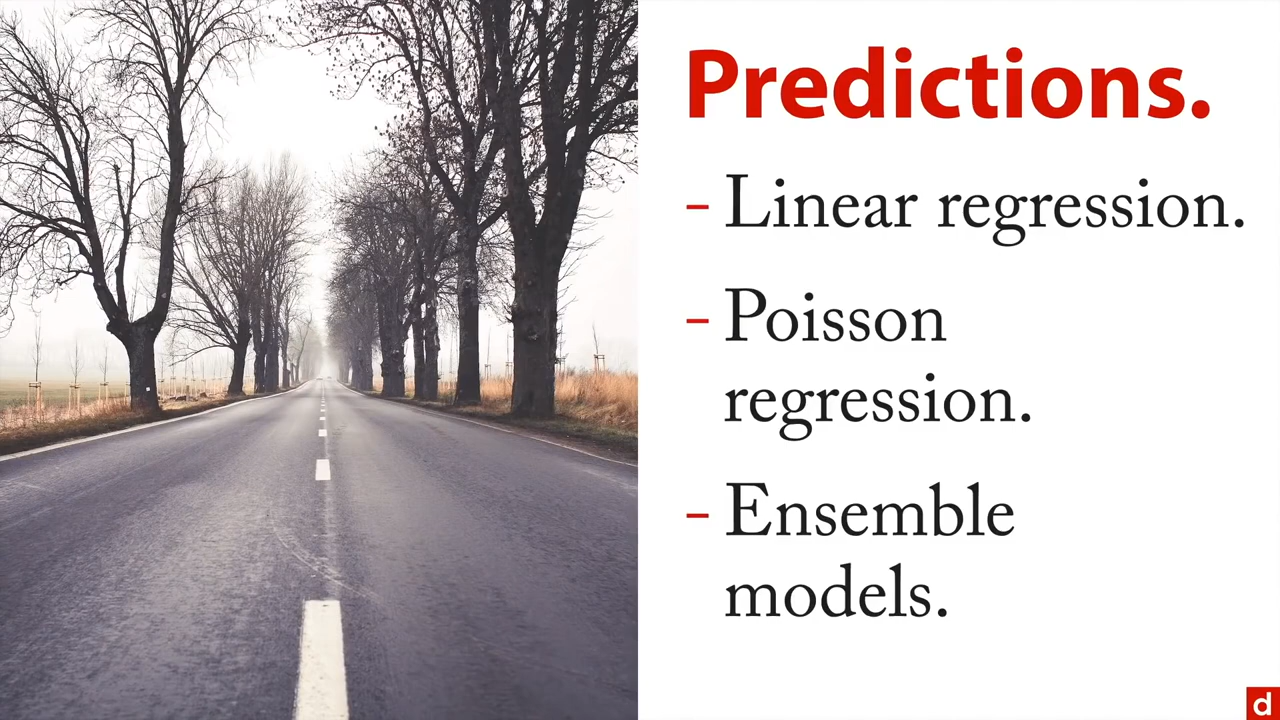 Predictions.
- Linear regression.
- Poisson
regression.
- Ensemble
models.
d